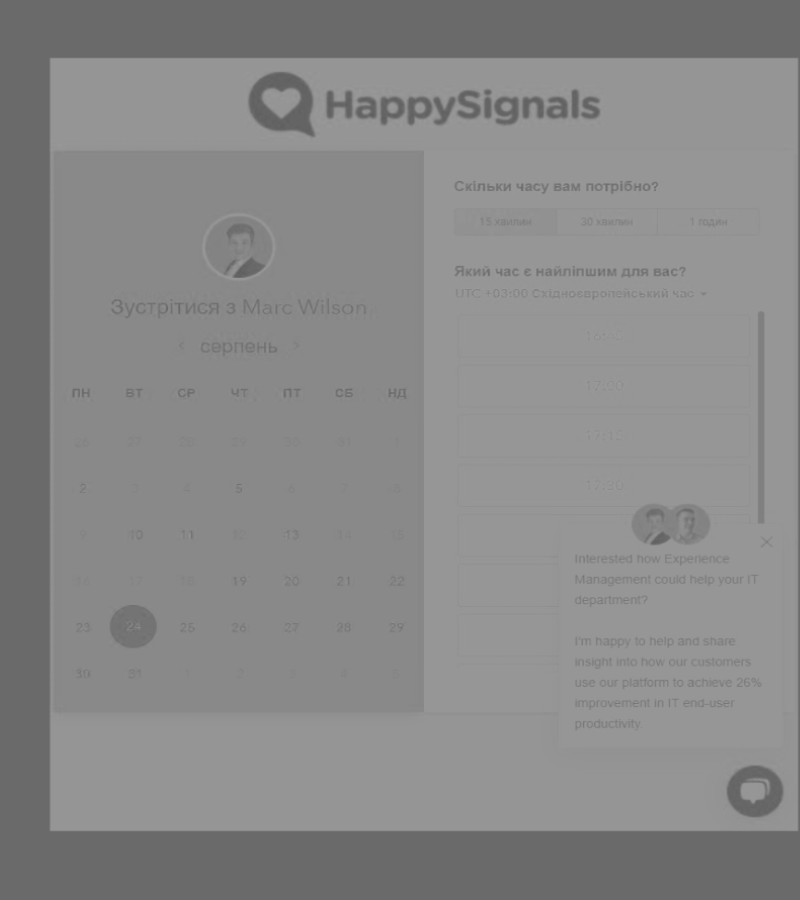 HappySignals
Зустрітися з Marc Wilson
серпень
ПН ВТ СР ЧТ ПТ СБ НД
26 27 28 29 30 31 1
2 3 4 5 6 7 8
9 10 11 12 13 14 15
16 17 18 19 20 21 22
23 24 25 26 27 28 29
30 31 1 2 3 4 5
Скільки часу вам потрібно?
15 хвилин 30 хвилин 1 годин
Який час є найліпшим для вас?
UTC +03:00 Східноєвропейський час
16:45
17:00
17:15
17:30
Interested how Experience
Management could help your IT
department?
I'm happy to help and share
insight into how our customers
use our platform to achieve 26%
improvement in IT end-user
productivity.